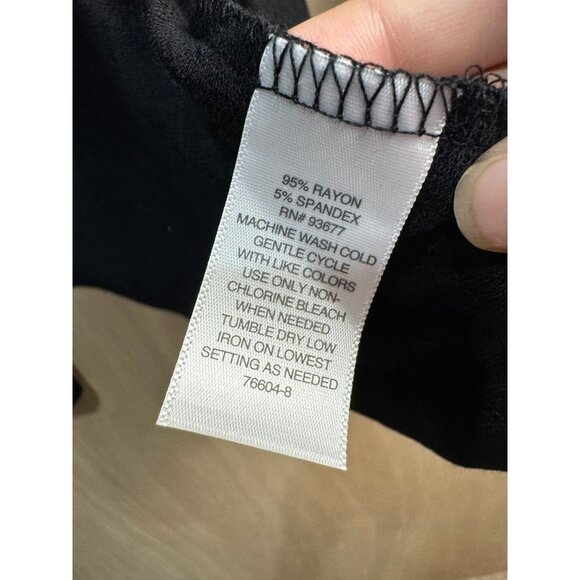 95% RAYON
5% SPANDEX
RN# 93677
MACHINE WASH COLD
GENTLE CYCLE
WITH LIKE COLORS
USE ONLY NON-
CHLORINE BLEACH
WHEN NEEDED
TUMBLE DRY LOW
IRON ON LOWEST
SETTING AS NEEDED
76604-8